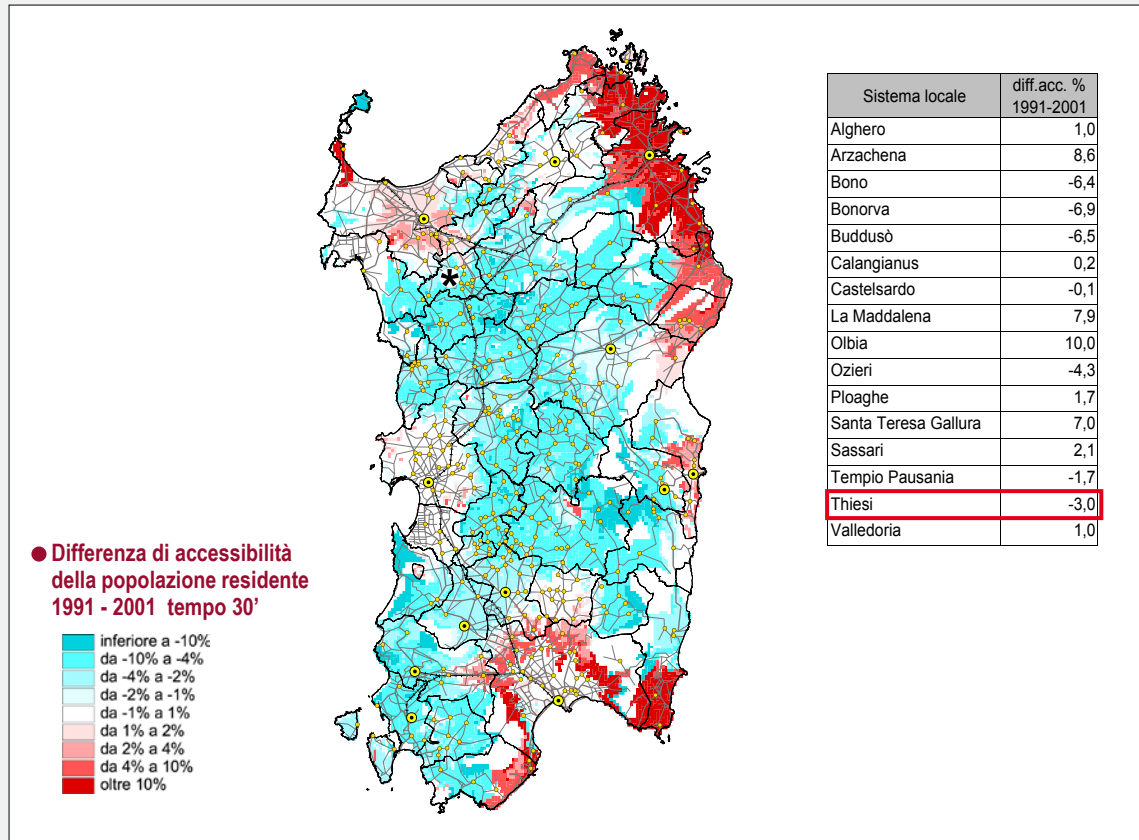 Sistema locale diff.acc. % 1991-2001
Alghero 1,0
Arzachena 8,6
Bono -6,4
Bonorva -6,9
Buddusò -6,5
Calangianus 0,2
Castelsardo -0,1
La Maddalena 7,9
Olbia 10,0
Ozieri -4,3
Ploaghe 1,7
Santa Teresa Gallura 7,0
Sassari 2,1
Tempio Pausania -1,7
Thiesi -3,0
Valledoria 1,0
*
Differenza di accessibilità
della popolazione residente
1991 - 2001 tempo 30'
inferiore a -10%
da -10% a -4%
da -4% a -2%
da -2% a -1%
da -1% a 1%
da 1% a 2%
da 2% a 4%
da 4% a 10%
oltre 10%